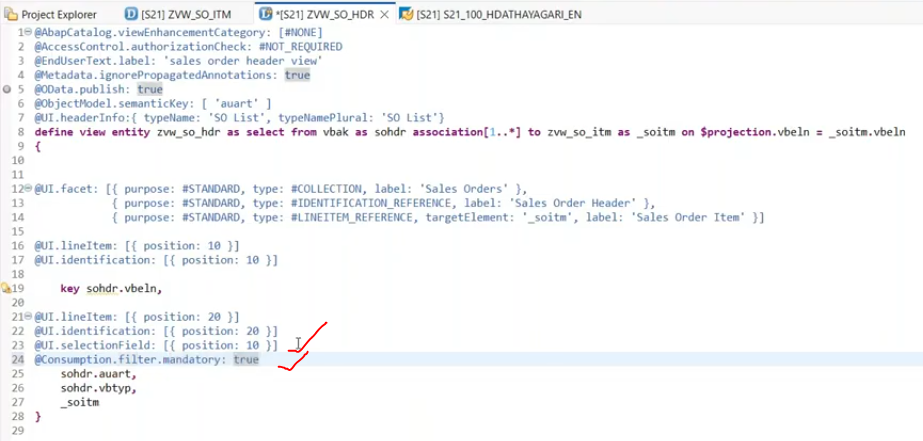 Project Explorer [S21] ZVW_SO_ITM *[S21] ZVW_SO_HDR [S21] S21_100_HDATHAYAGARI_EN
1 @AbapCatalog.viewEnhancementCategory: [#NONE]
2 @AccessControl.authorizationCheck: #NOT_REQUIRED
3 @EndUserText.label: 'sales order header view'
4 @Metadata.ignorePropagatedAnnotations: true
5 @OData.publish: true
6 @ObjectModel.semanticKey: [ 'auart' ]
7 @UI.headerInfo:{ typeName: 'SO List', typeNamePlural: 'SO List'}
8 define view entity zvw_so_hdr as select from vbak as sohdr association[1..*] to zvw_so_itm as _soitm on $projection.vbeln = _soitm.vbeln
9 {
10
11
12 @UI.facet: [{ purpose: #STANDARD, type: #COLLECTION, label: 'Sales Orders' },
13 { purpose: #STANDARD, type: #IDENTIFICATION_REFERENCE, label: 'Sales Order Header' },
14 { purpose: #STANDARD, type: #LINEITEM_REFERENCE, targetElement: '_soitm', label: 'Sales Order Item' }]
15
16 @UI.lineItem: [{ position: 10 }]
17 @UI.identification: [{ position: 10 }]
18
19 key sohdr.vbeln,
20
21 @UI.lineItem: [{ position: 20 }]
22 @UI.identification: [{ position: 20 }]
23 @UI.selectionField: [{ position: 10 }]
24 @Consumption.filter.mandatory: true
25 sohdr.auart,
26 sohdr.vbtyp,
27 _soitm
28 }
29